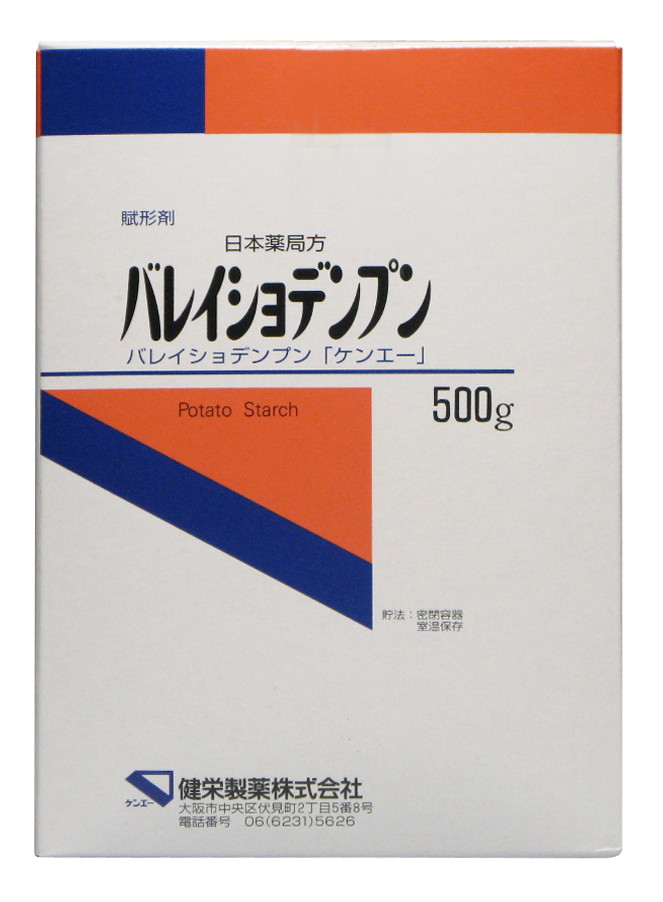 賦形剤
日本薬局方
バレイショデンプン
バレイショデンプン「ケンエー」
Potato Starch
500g
貯法：密閉容器
室温保存
ケンエー
健栄製薬株式会社
大阪市中央区伏見町2丁目5番8号
電話番号 06(6231)5626